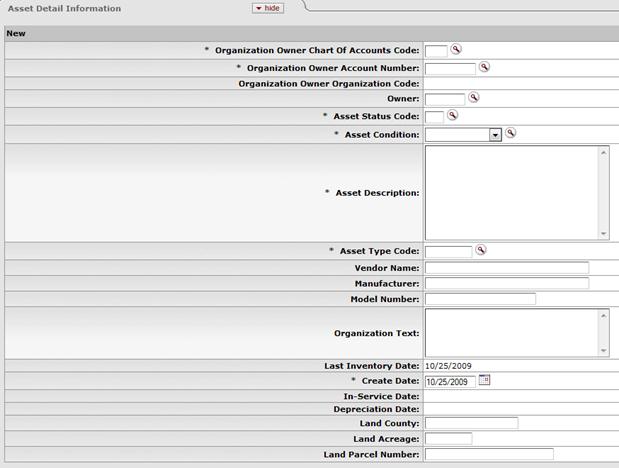 Asset Detail Information
hide
New
* Organization Owner Chart Of Accounts Code:
* Organization Owner Account Number:
Organization Owner Organization Code:
Owner:
* Asset Status Code:
* Asset Condition:
* Asset Description:
* Asset Type Code:
Vendor Name:
Manufacturer:
Model Number:
Organization Text:
Last Inventory Date: 10/25/2009
* Create Date: 10/25/2009
In-Service Date:
Depreciation Date:
Land County:
Land Acreage:
Land Parcel Number: